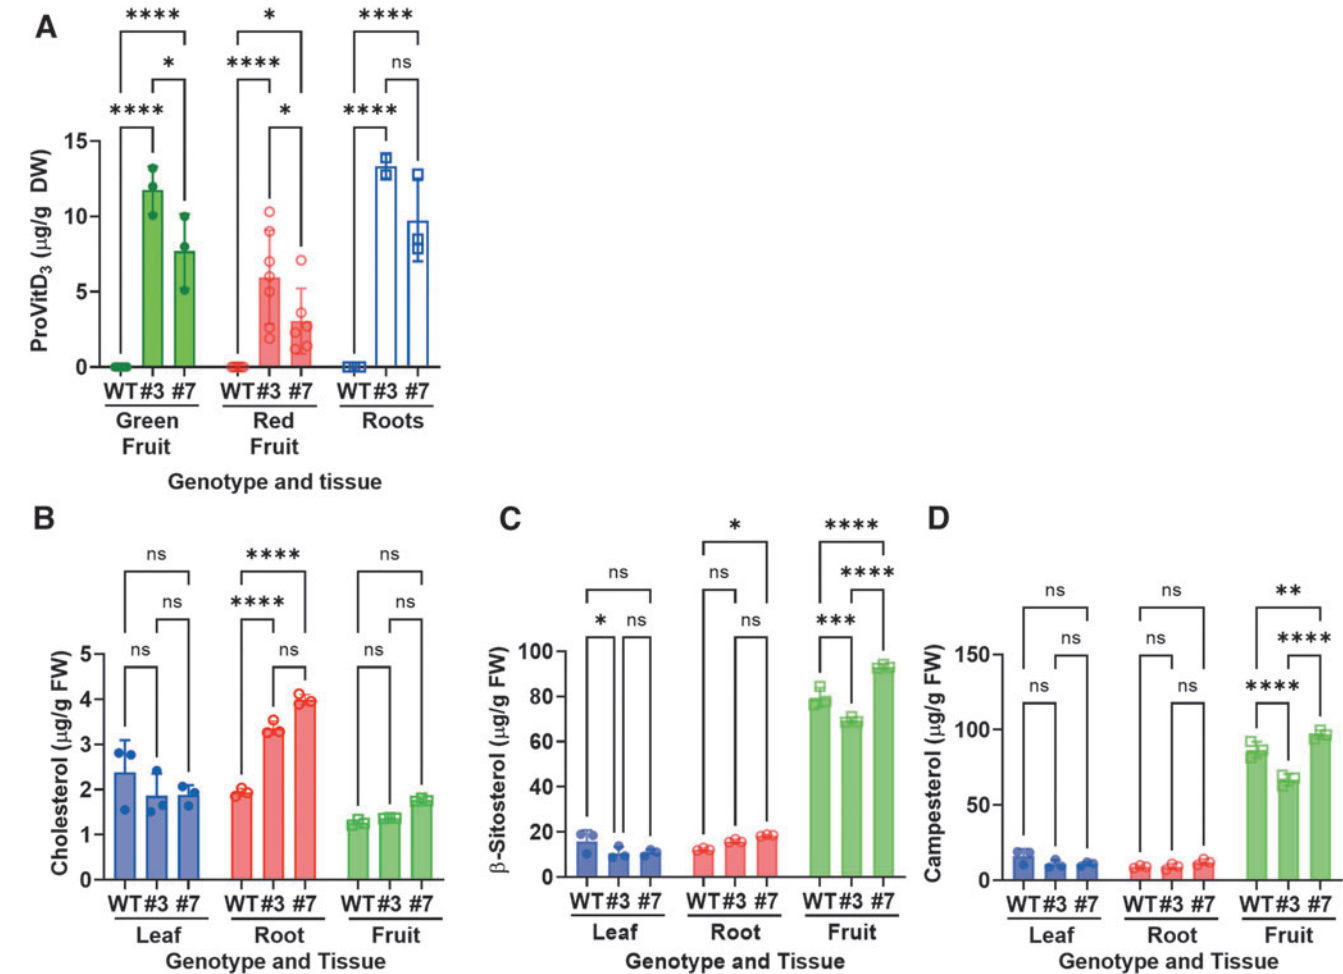 A
**** * ****
* **** ns
**** * ****
ProVitD3 (µg/g DW)
15
10
5
0
WT #3 #7 WT #3 #7 WT #3 #7
Green Fruit
Red Fruit
Roots
Genotype and tissue
B
ns **** ns
ns **** ns
ns ns ns
Cholesterol (µg/g FW)
5
4
3
2
1
0
WT #3 #7 WT #3 #7 WT #3 #7
Leaf Root Fruit
Genotype and Tissue
C
* ****
ns ns ****
* ns ***
β-Sitosterol (µg/g FW)
100
80
60
40
20
0
WT #3 #7 WT #3 #7 WT #3 #7
Leaf Root Fruit
Genotype and Tissue
D
ns ns **
ns ns ****
ns ns ****
Campesterol (µg/g FW)
150
100
50
0
WT #3 #7 WT #3 #7 WT #3 #7
Leaf Root Fruit
Genotype and Tissue